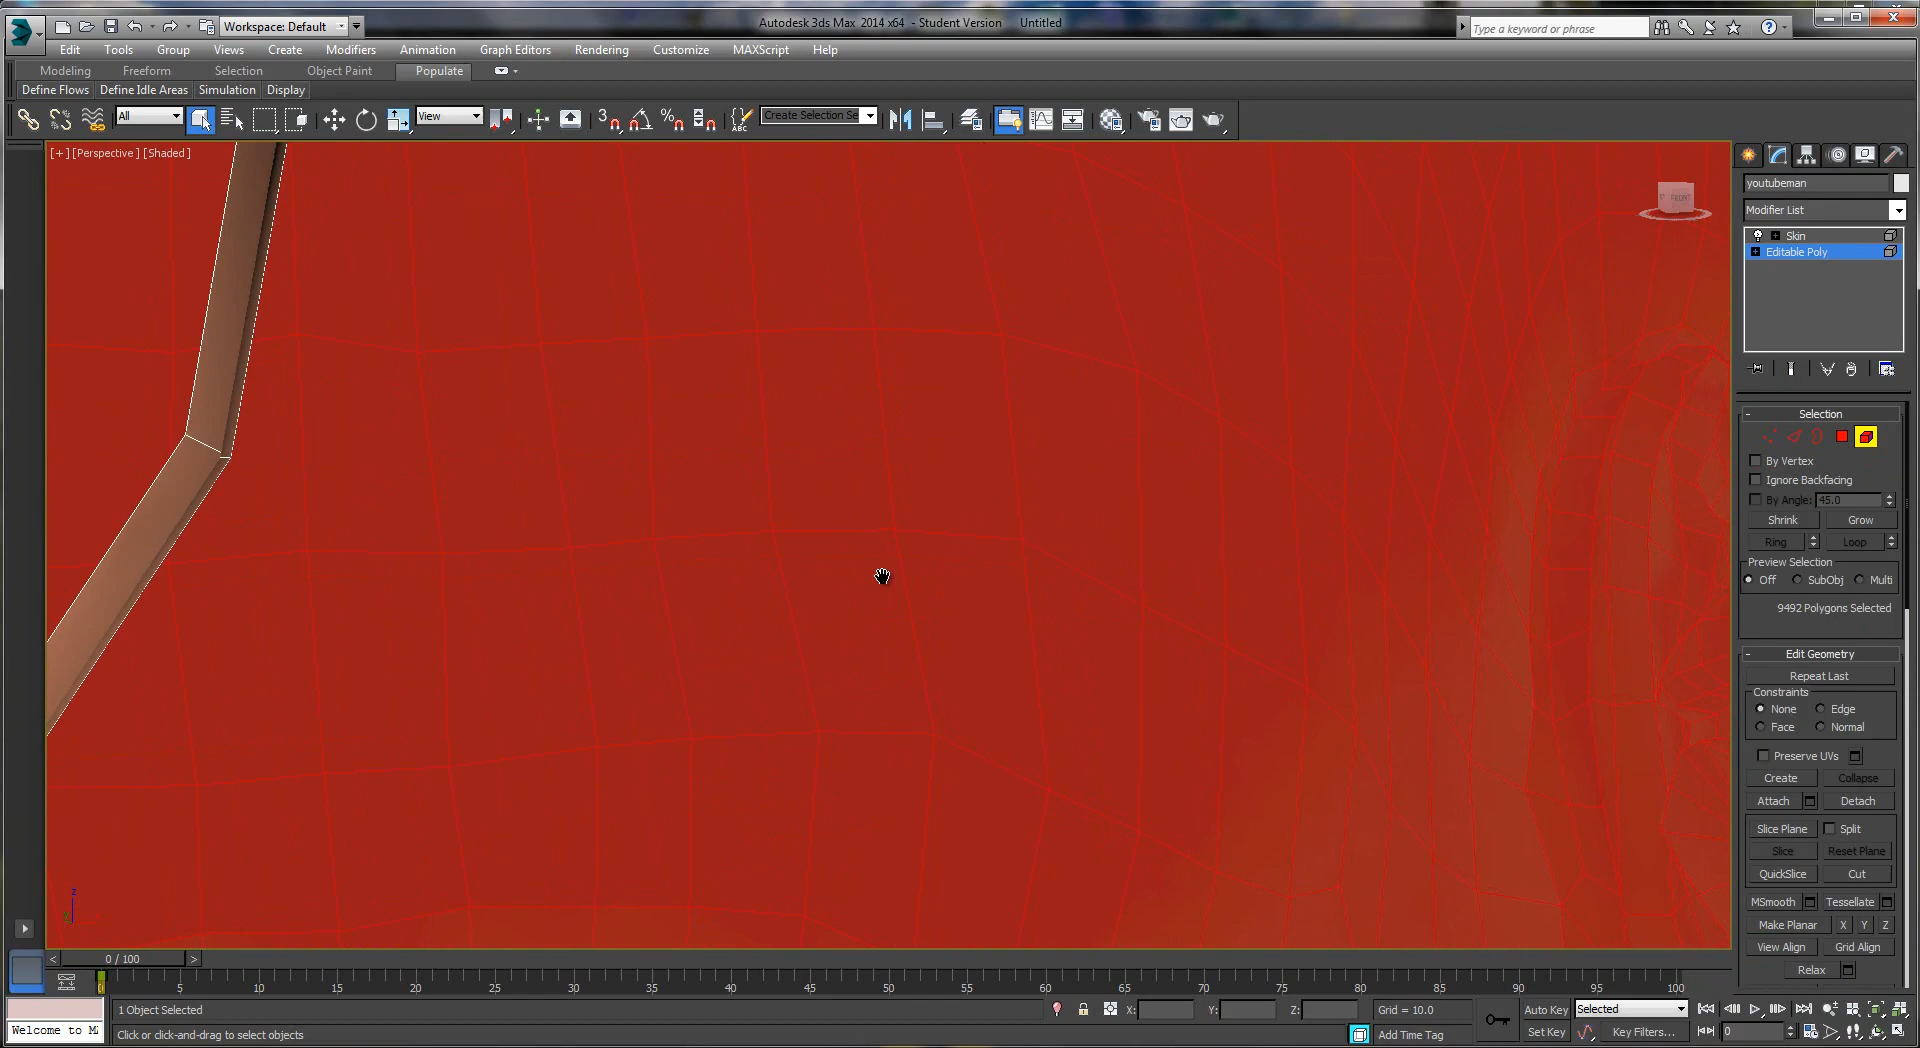 Workspace: Default
Autodesk 3ds Max 2014 x64 - Student Version Untitled
Type a keyword or phrase
Edit Tools Group Views Create Modifiers Animation Graph Editors Rendering Customize MAXScript Help
Modeling Freeform Selection Object Paint Populate
Define Flows Define Idle Areas Simulation Display
All
View
3
ABC
Create Selection Se
[+] [Perspective] [Shaded]
FRONT
youtubeman
Modifier List
Skin
Editable Poly
Selection
By Vertex
Ignore Backfacing
By Angle: 45.0
Shrink Grow
Ring Loop
Preview Selection
Off SubObj Multi
9492 Polygons Selected
Edit Geometry
Repeat Last
Constraints
None Edge
Face Normal
Preserve UVs
Create Collapse
Attach Detach
Slice Plane Split
Slice Reset Plane
QuickSlice Cut
MSmooth Tessellate
Make Planar X Y Z
View Align Grid Align
Relax
z
< 0 / 100 >
5 10 15 20 25 30 35 40 45 50 55 60 65 70 75 80 85 90 95 100
1 Object Selected X: Y: Z: Grid = 10.0 Auto Key Selected
Welcome to M
Click or click-and-drag to select objects Add Time Tag Set Key Key Filters... 0